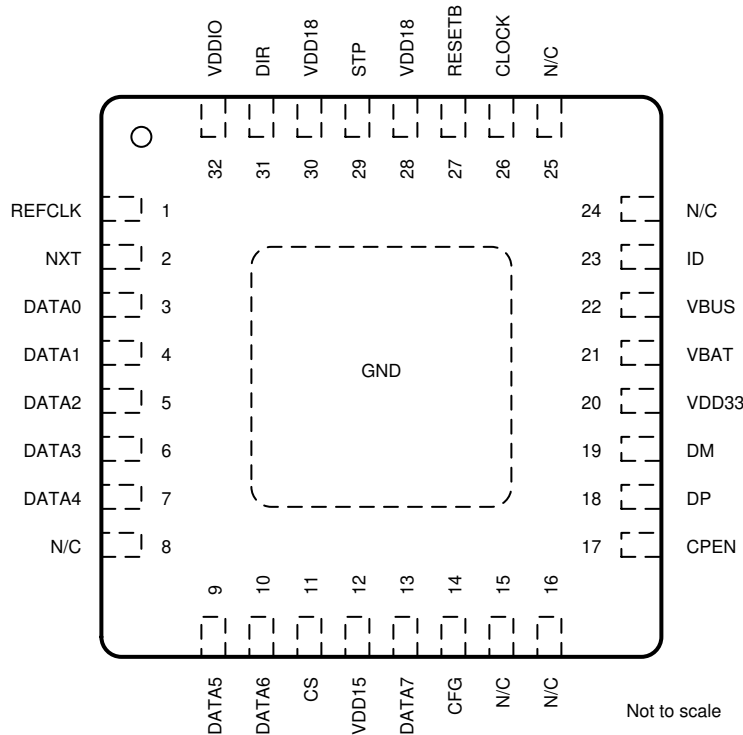 VDDIO
DIR
VDD18
STP
VDD18
RESETB
CLOCK
N/C
32
31
30
29
28
27
26
25
REFCLK 1
24 N/C
NXT 2
23 ID
DATA0 3
22 VBUS
DATA1 4
21 VBAT
DATA2 5
20 VDD33
DATA3 6
19 DM
DATA4 7
18 DP
N/C 8
17 CPEN
GND
9
10
11
12
13
14
15
16
DATA5
DATA6
CS
VDD15
DATA7
CFG
N/C
N/C
Not to scale